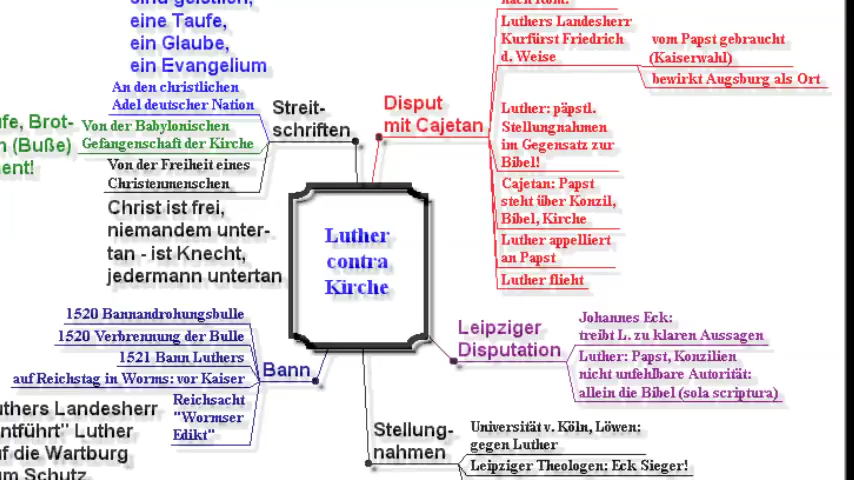 sind geistlich,
eine Taufe,
ein Glaube,
ein Evangelium
An den christlichen
Adel deutscher Nation
Brot-
Von der Babylonischen
Gefangenschaft der Kirche
(Buße)
Von der Freiheit eines
Christenmenschen
Christ ist frei,
niemandem unter-
tan - ist Knecht,
jedermann untertan
Streit-
schriften
Disput
mit Cajetan
nach Rom.
Luthers Landesherr
Kurfürst Friedrich
d. Weise
vom Papst gebraucht
(Kaiserwahl)
bewirkt Augsburg als Ort
Luther: päpstl.
Stellungnahmen
im Gegensatz zur
Bibel!
Cajetan: Papst
steht über Konzil,
Bibel, Kirche
Luther appelliert
an Papst
Luther flieht
Luther
contra
Kirche
1520 Bannandrohungsbulle
1520 Verbrennung der Bulle
1521 Bann Luthers
auf Reichstag in Worms: vor Kaiser
Reichsacht
"Wormser
Edikt"
Bann
Landesherr
Luther
die Wartburg
Schutz
Leipziger
Disputation
Johannes Eck:
treibt L. zu klaren Aussagen
Luther: Papst, Konzilien
nicht unfehlbare Autorität:
allein die Bibel (sola scriptura)
Stellung-
nahmen
Universität v. Köln, Löwen:
gegen Luther
Leipziger Theologen: Eck Sieger!